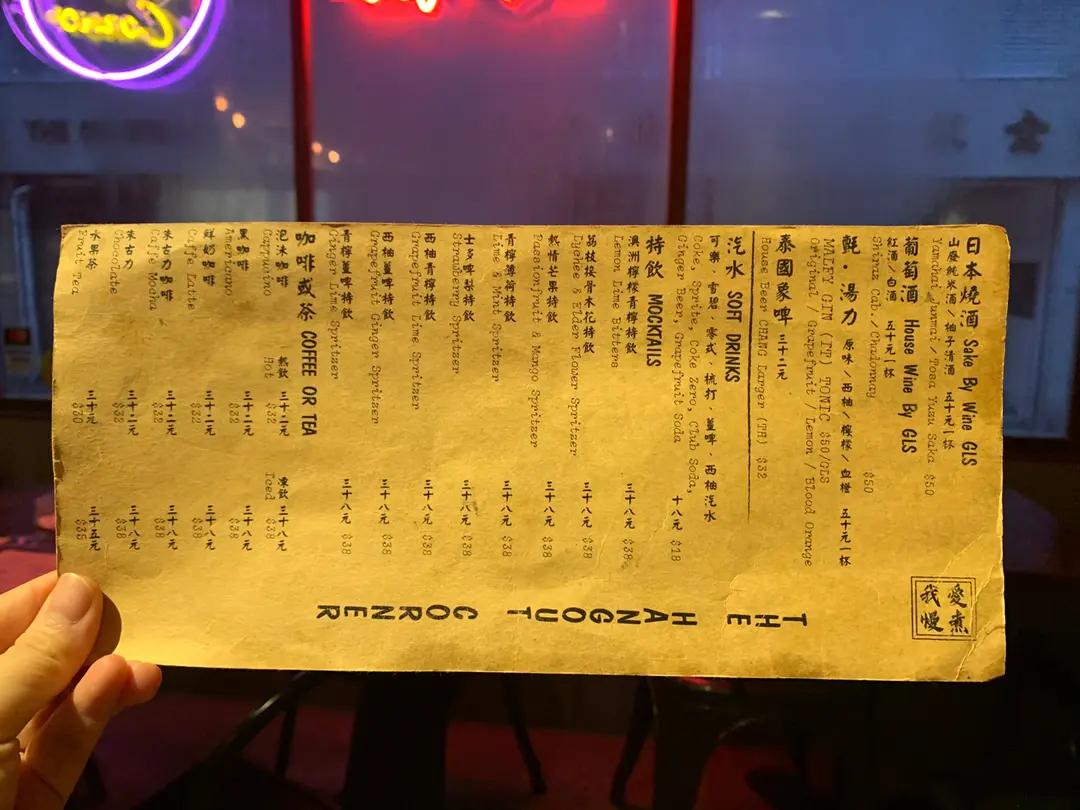 日本燒酒 Sake By Wine GLS
山廢純米酒／柚子清酒 五十元一杯
Yamahai Junmai / Tosa Yuzu Saka $50
葡萄酒 House Wine By GLS
紅酒／白酒 五十元一杯
Shiraz Cab. / Chadonnay $50
氈・湯力 原味／西柚／檸檬／血橙 五十元一杯
MALFY GIN (IT) TONIC $50/GLS
Original / Grapefruit / Lemon / Blood Orange
泰國象啤 三十二元
House Beer CHANG Larger (TH) $32
汽水 SOFT DRINKS
可樂、雪碧、零式、梳打、薑啤、西柚汽水
Coke, Sprite, Coke Zero, Club Soda,
十八元
Ginger Beer, Grapefruit Soda $18
特飲 MOCKTAILS
澳洲檸檬青檸特飲 三十八元
Lemon Lime Bitters $38
荔枝接骨木花特飲 三十八元
Lychee & Elder Flower Spritzer $38
熱情芒果特飲 三十八元
Passionfruit & Mango Spritzer $38
青檸薄荷特飲 三十八元
Lime & Mint Spritzer $38
士多啤梨特飲 三十八元
Strawberry Spritzer $38
西柚青檸特飲 三十八元
Grapefruit Lime Spritzer $38
西柚薑啤特飲 三十八元
Grapefruit Ginger Spritzer $38
青檸薑啤特飲 三十八元
Ginger Lime Spritzer $38
咖啡或茶 COFFEE OR TEA
熱飲 凍飲
Hot Iced
泡沫咖啡 三十二元 三十八元
Cappucino $32 $38
黑咖啡 三十二元 三十八元
Americano $32 $38
鮮奶咖啡 三十二元 三十八元
Caffe Latte $32 $38
朱古力咖啡 三十二元 三十八元
Caffe Mocha $32 $38
朱古力 三十二元 三十八元
Chocolate $32 $38
水果茶 三十元 三十五元
Fruit Tea $30 $35
THE HANGOUT CORNER
愛煮
我慢